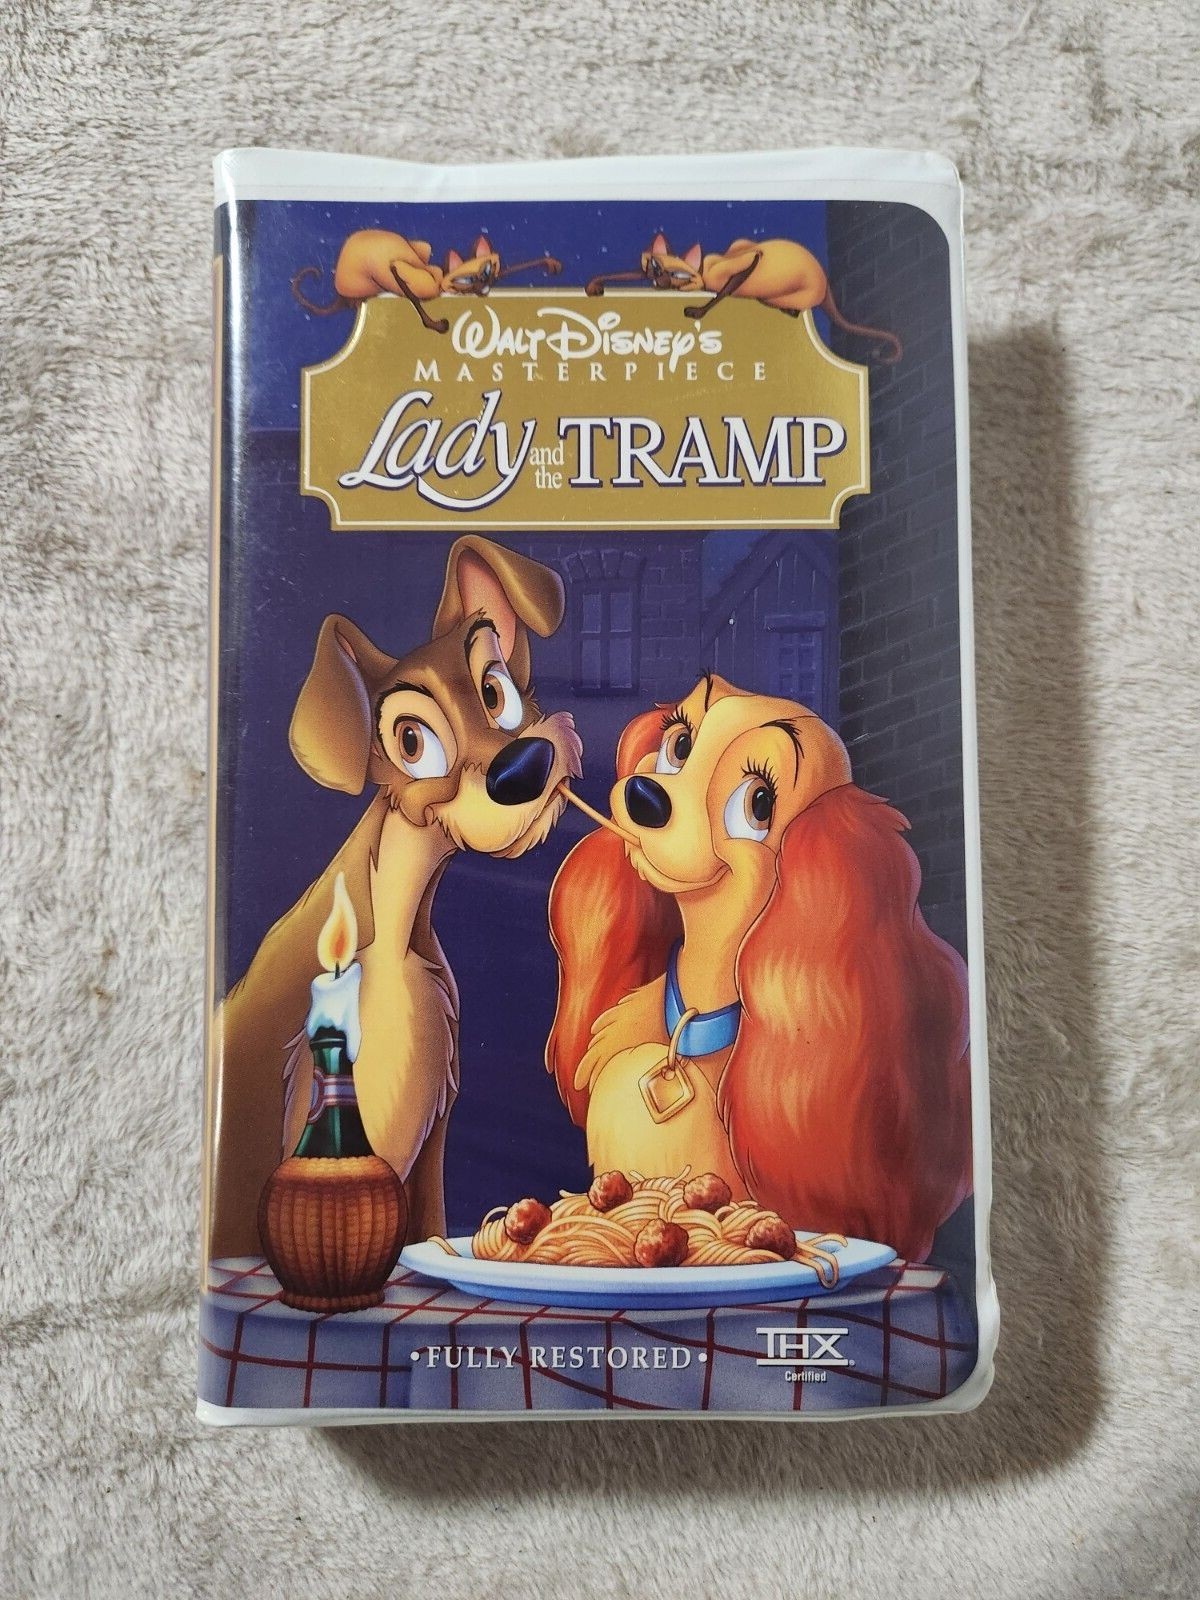 Walt Disney's
MASTERPIECE
Lady and the TRAMP
•FULLY RESTORED•
THX®
Certified